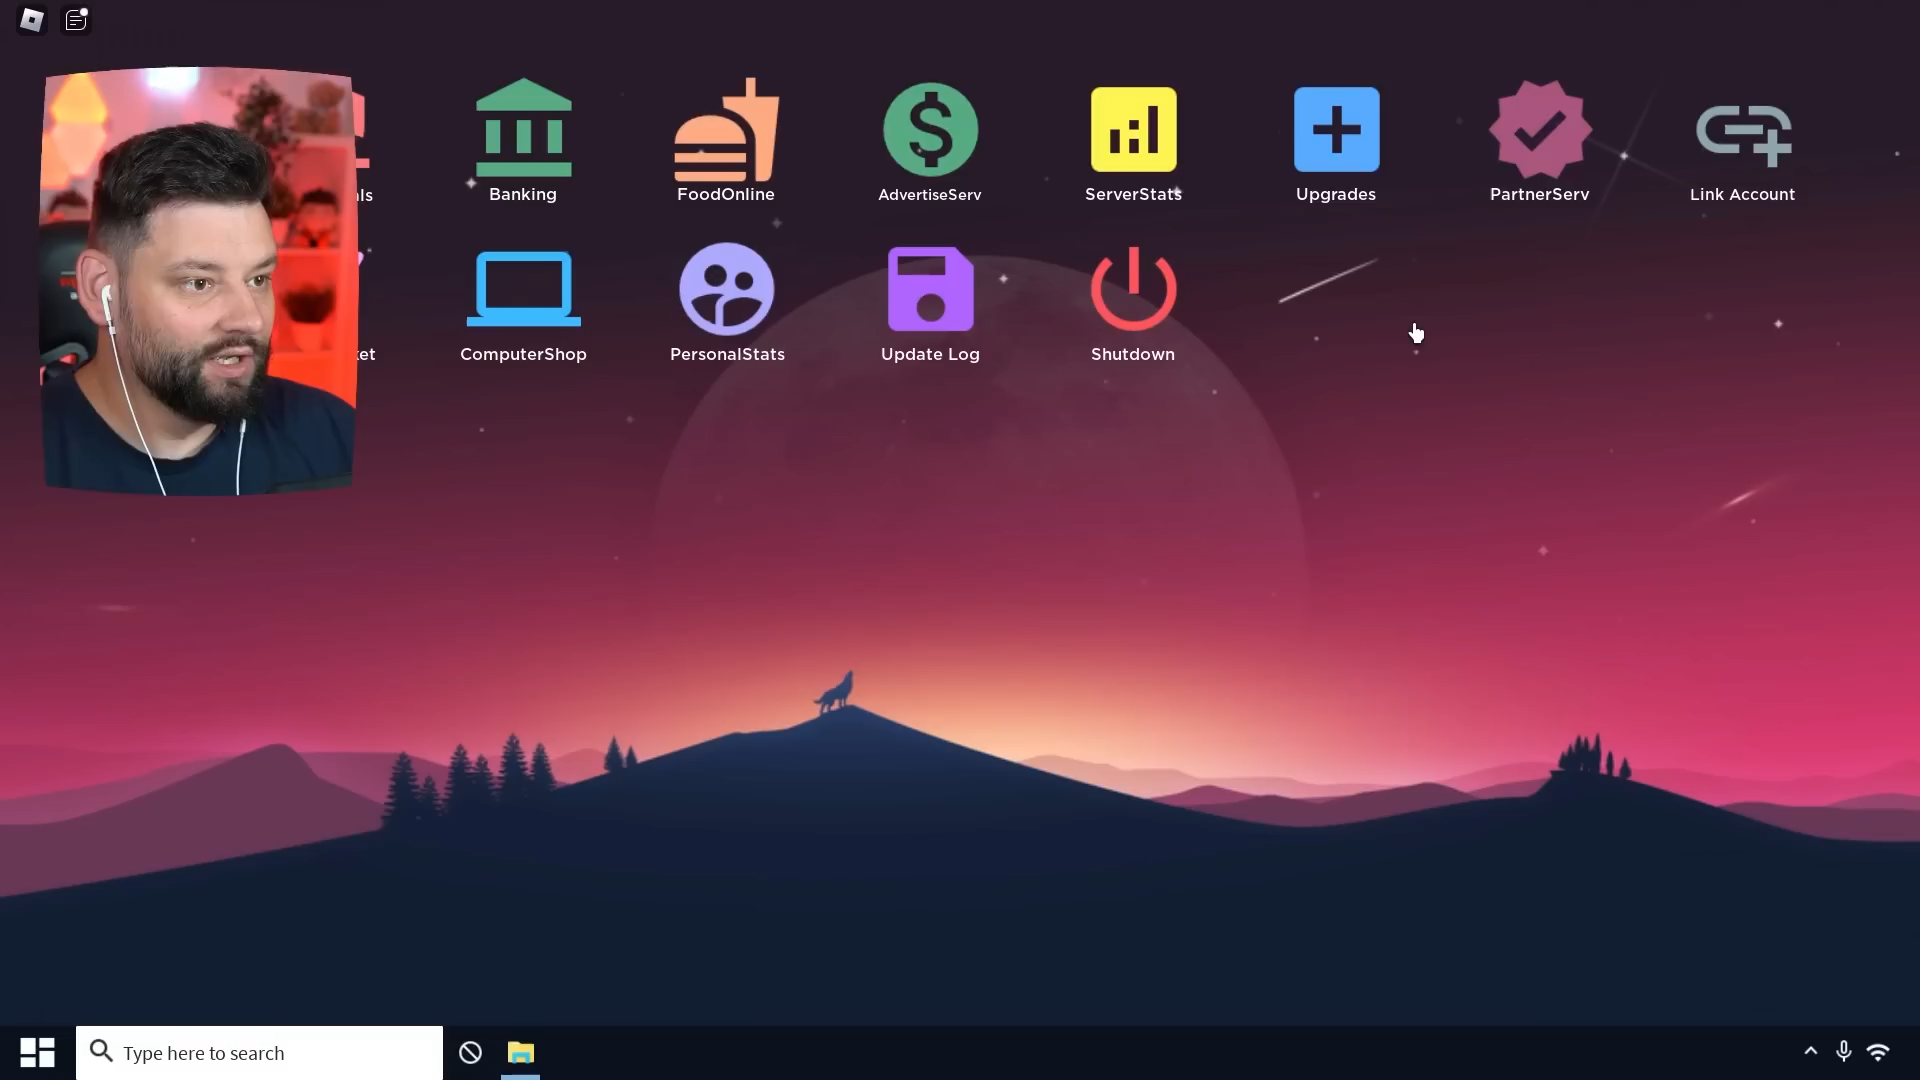 Banking
FoodOnline
AdvertiseServ
ServerStats
Upgrades
PartnerServ
Link Account
ComputerShop
PersonalStats
Update Log
Shutdown
Type here to search